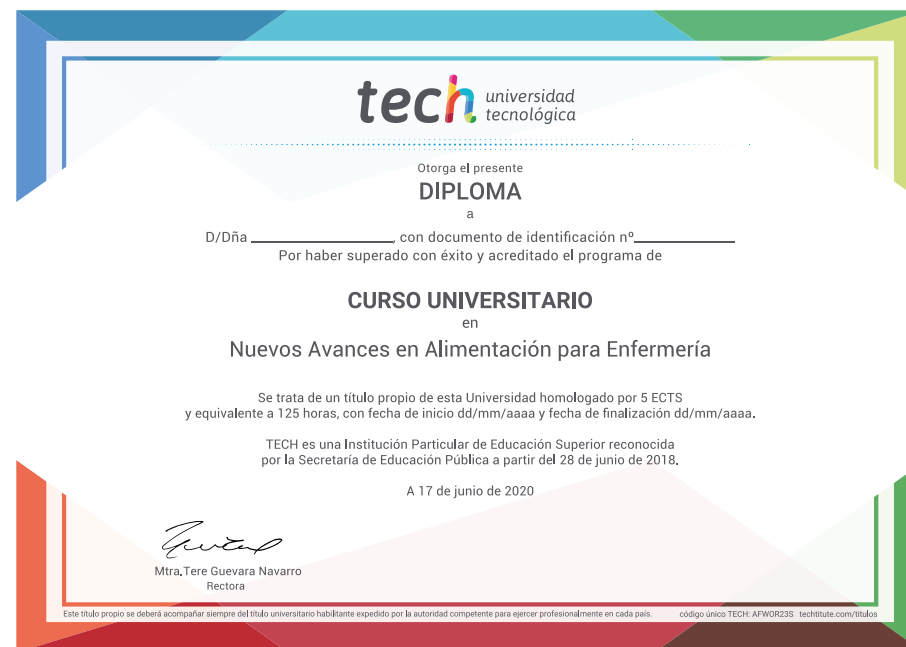 tech universidad
tecnológica
Otorga el presente
DIPLOMA
a
D/Dña ____________________, con documento de identificación nº______________
Por haber superado con éxito y acreditado el programa de
CURSO UNIVERSITARIO
en
Nuevos Avances en Alimentación para Enfermería
Se trata de un título propio de esta Universidad homologado por 5 ECTS
y equivalente a 125 horas, con fecha de inicio dd/mm/aaaa y fecha de finalización dd/mm/aaaa.
TECH es una Institución Particular de Educación Superior reconocida
por la Secretaría de Educación Pública a partir del 28 de junio de 2018.
A 17 de junio de 2020
Mtra.Tere Guevara Navarro
Rectora
Este título propio se deberá acompañar siempre del título universitario habilitante expedido por la autoridad competente para ejercer profesionalmente en cada país. código único TECH: AFWOR23S techtitute.com/titulos